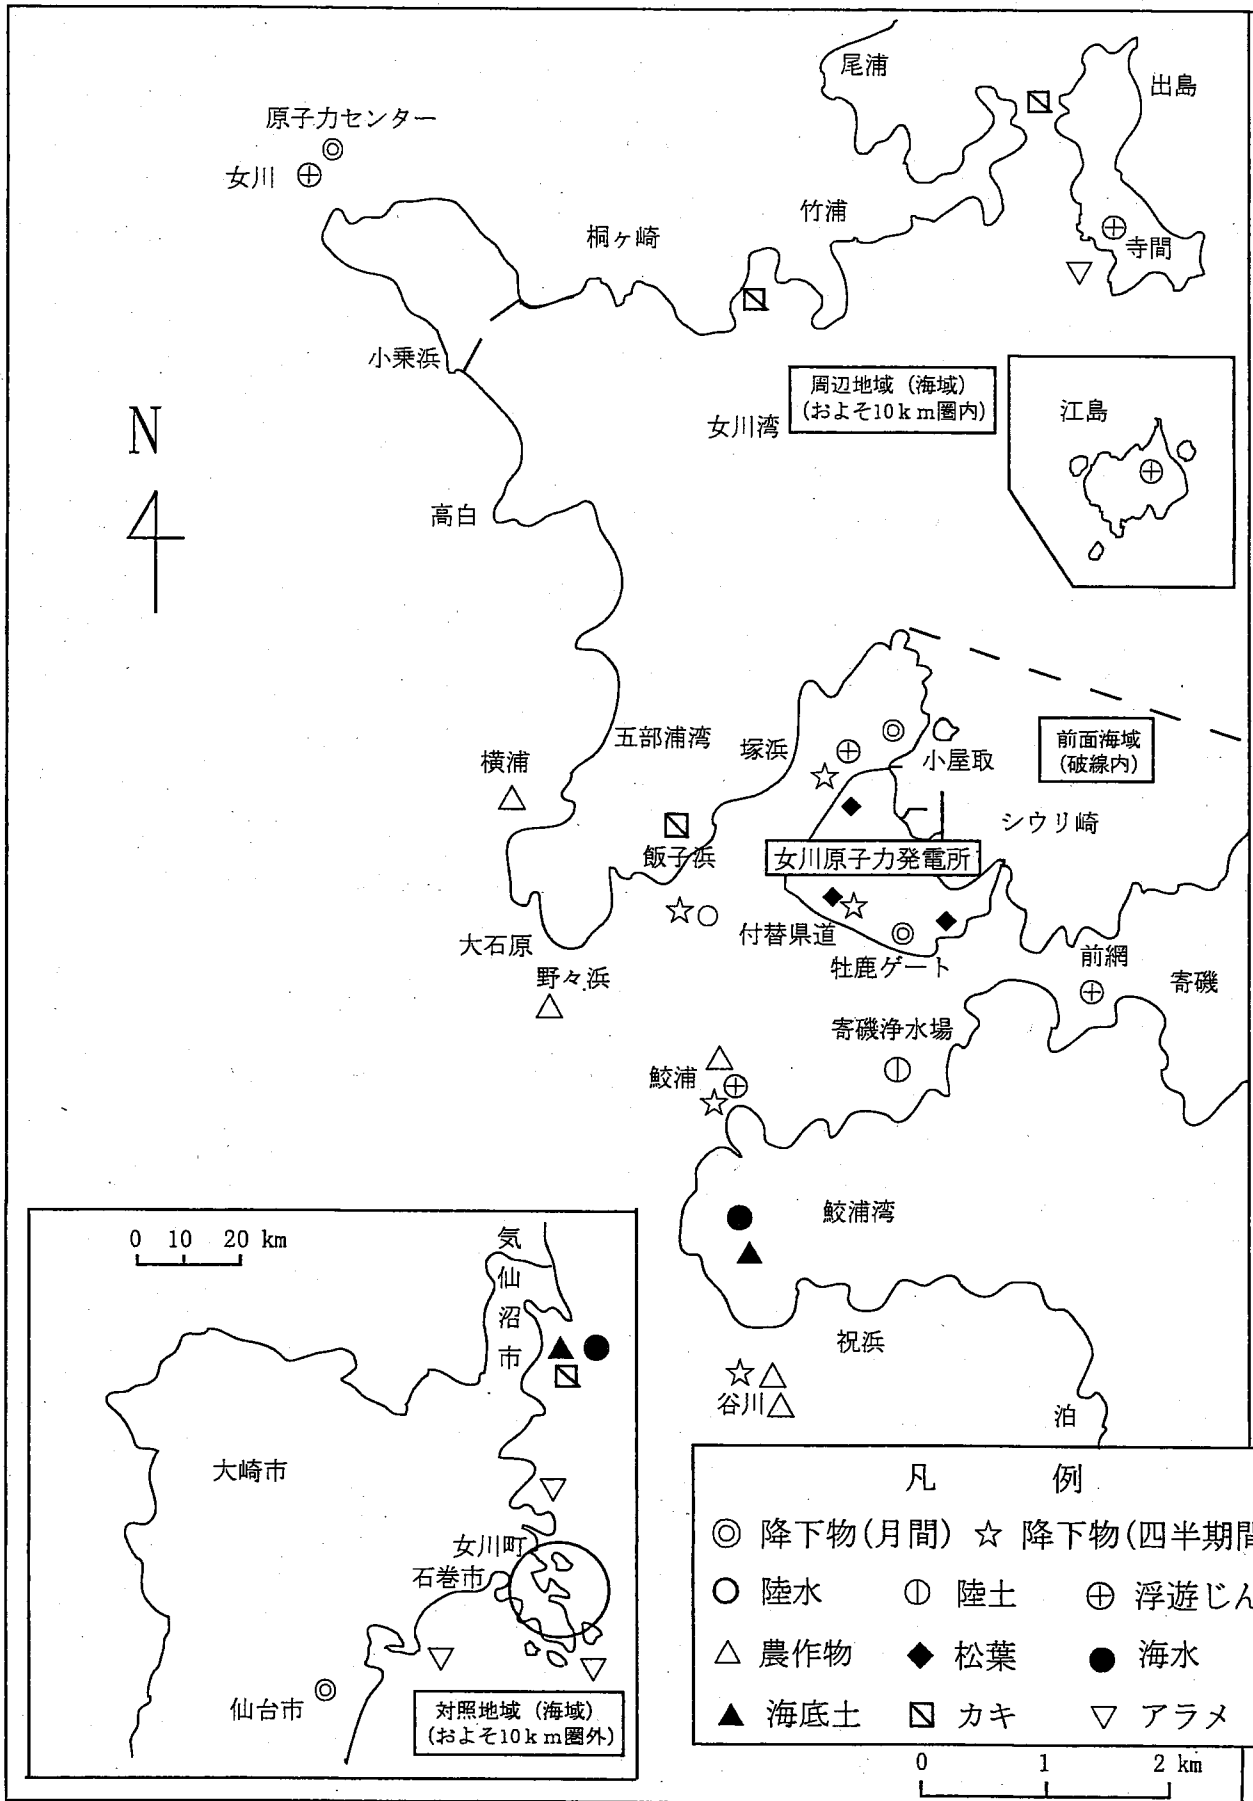 尾浦
出島
原子力センター
女川
竹浦
桐ヶ崎
寺間
小乗浜
周辺地域（海域）
(およそ10ｋｍ圏内)
江島
女川湾
N
高白
五部浦湾
塚浜
小屋取
前面海域
(破線内)
横浦
シウリ崎
飯子浜
女川原子力発電所
大石原
付替県道
牡鹿ゲート
前網
寄磯
野々浜
寄磯浄水場
鮫浦
鮫浦湾
祝浜
谷川
泊
0 10 20 km
気仙沼市
大崎市
女川町
石巻市
仙台市
対照地域（海域）
(およそ10ｋｍ圏外)
凡 例
◎ 降下物(月間) ☆ 降下物(四半期間
○ 陸水 陸土 ⊕ 浮遊じん
△ 農作物 ◆ 松葉 ● 海水
▲ 海底土 カキ ▽ アラメ
0 1 2 km